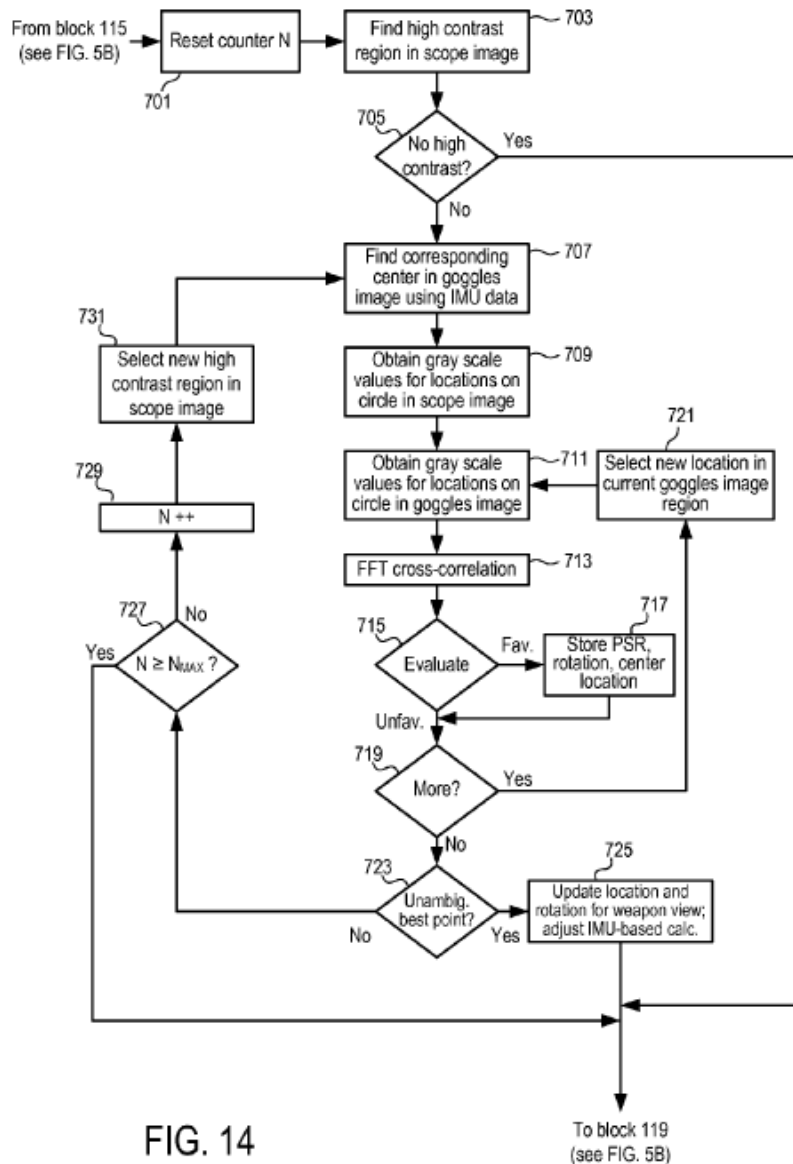 From block 115
(see FIG. 5B)
Reset counter N
701
Find high contrast
region in scope image
703
705
No high
contrast?
Yes
No
Find corresponding
center in goggles
image using IMU data
707
731
Select new high
contrast region in
scope image
Obtain gray scale
values for locations on
circle in scope image
709
Obtain gray scale
values for locations on
circle in goggles image
711
721
Select new location in
current goggles image
region
729
N ++
FFT cross-correlation
713
727
No
Yes
N ≥ NMAX ?
715
Evaluate
Fav.
717
Store PSR,
rotation, center
location
Unfav.
719
More?
Yes
No
723
Unambig.
best point?
No
Yes
725
Update location and
rotation for weapon view;
adjust IMU-based calc.
FIG. 14
To block 119
(see FIG. 5B)